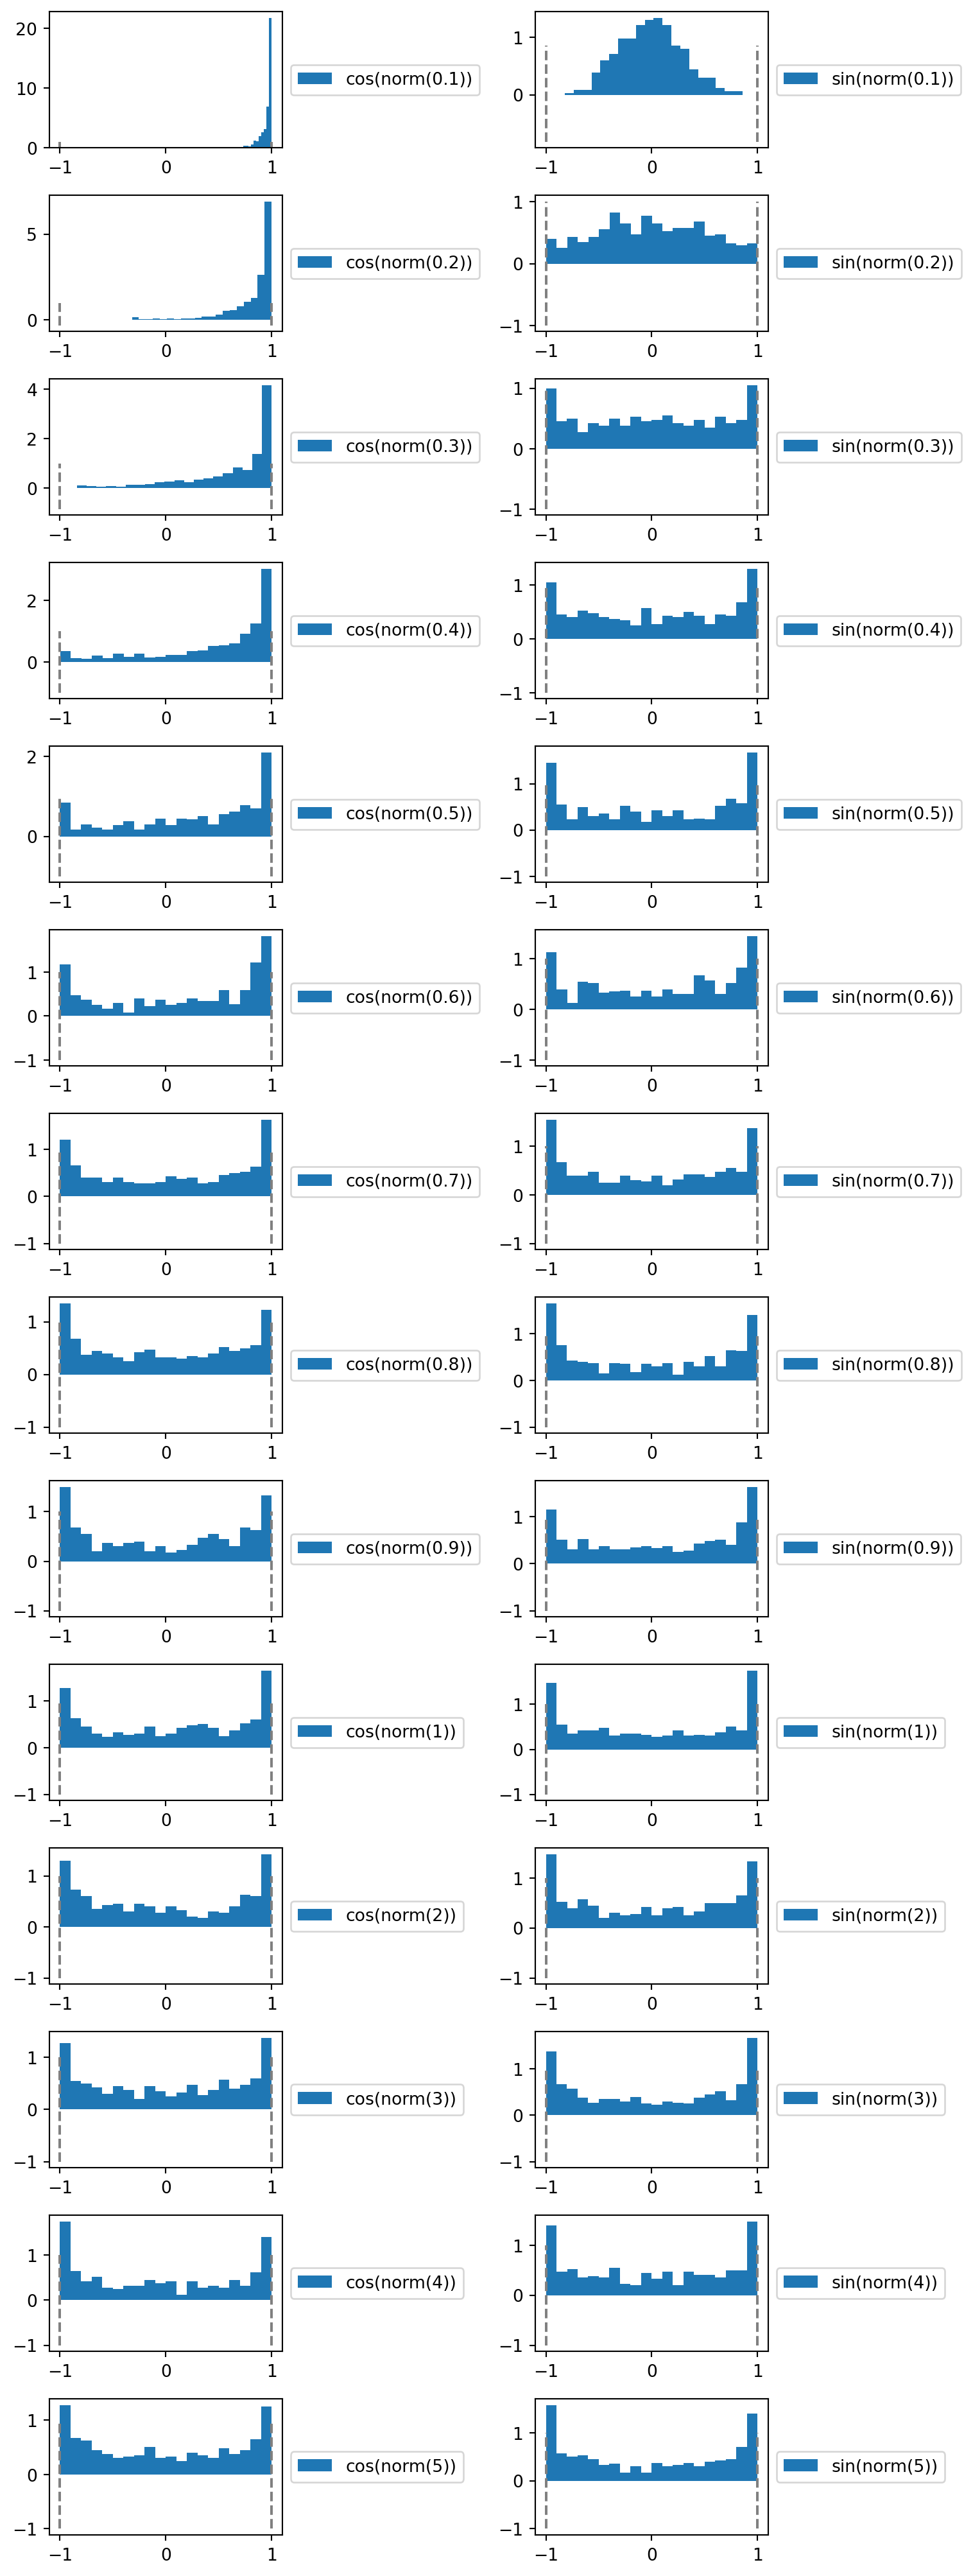 20
10
0
−1 0 1
cos(norm(0.1))
1
0
−1 0 1
sin(norm(0.1))
5
0
−1 0 1
cos(norm(0.2))
1
0
−1
−1 0 1
sin(norm(0.2))
4
2
0
−1 0 1
cos(norm(0.3))
1
0
−1
−1 0 1
sin(norm(0.3))
2
0
−1 0 1
cos(norm(0.4))
1
0
−1
−1 0 1
sin(norm(0.4))
2
0
−1 0 1
cos(norm(0.5))
1
0
−1
−1 0 1
sin(norm(0.5))
1
0
−1
−1 0 1
cos(norm(0.6))
1
0
−1
−1 0 1
sin(norm(0.6))
1
0
−1
−1 0 1
cos(norm(0.7))
1
0
−1
−1 0 1
sin(norm(0.7))
1
0
−1
−1 0 1
cos(norm(0.8))
1
0
−1
−1 0 1
sin(norm(0.8))
1
0
−1
−1 0 1
cos(norm(0.9))
1
0
−1
−1 0 1
sin(norm(0.9))
1
0
−1
−1 0 1
cos(norm(1))
1
0
−1
−1 0 1
sin(norm(1))
1
0
−1
−1 0 1
cos(norm(2))
1
0
−1
−1 0 1
sin(norm(2))
1
0
−1
−1 0 1
cos(norm(3))
1
0
−1
−1 0 1
sin(norm(3))
1
0
−1
−1 0 1
cos(norm(4))
1
0
−1
−1 0 1
sin(norm(4))
1
0
−1
−1 0 1
cos(norm(5))
1
0
−1
−1 0 1
sin(norm(5))